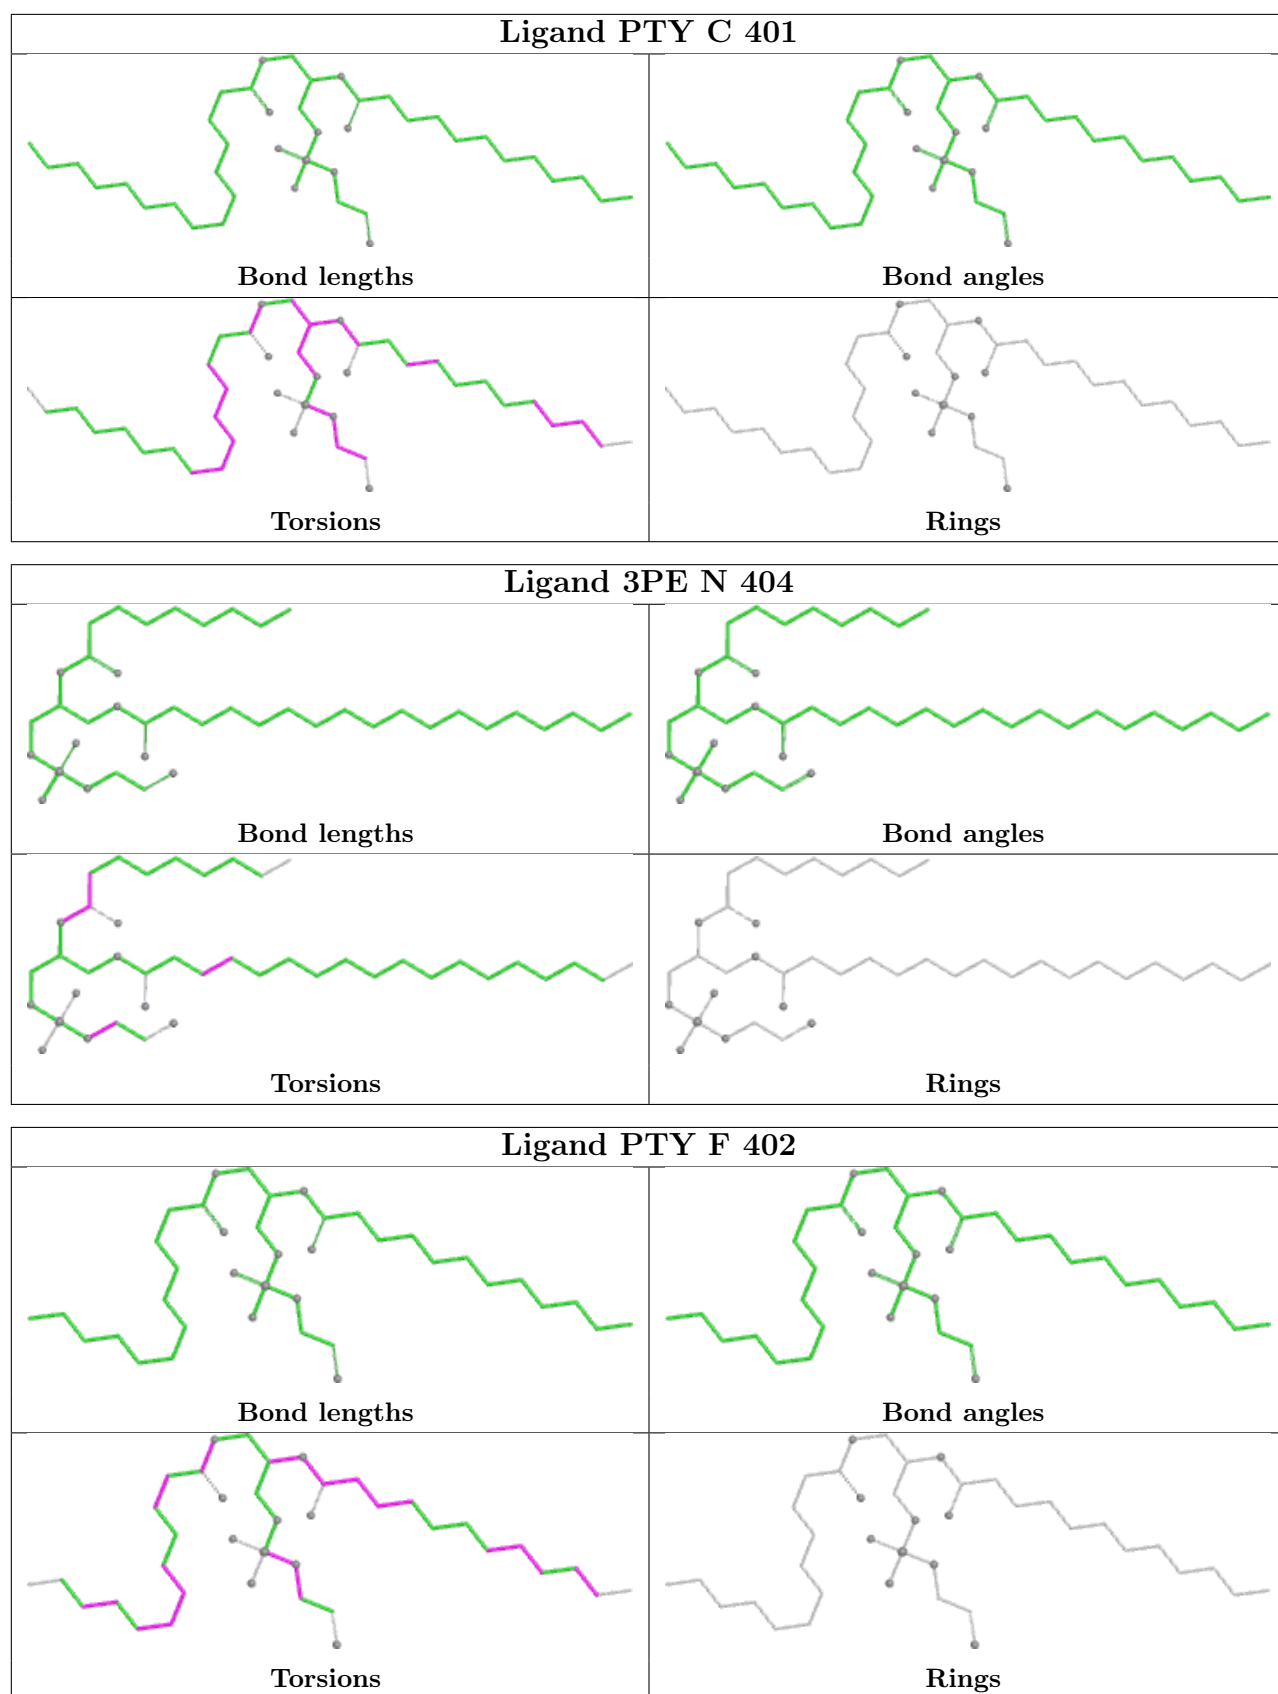 Ligand PTY C 401
Bond lengths
Bond angles
Torsions
Rings
Ligand 3PE N 404
Bond lengths
Bond angles
Torsions
Rings
Ligand PTY F 402
Bond lengths
Bond angles
Torsions
Rings